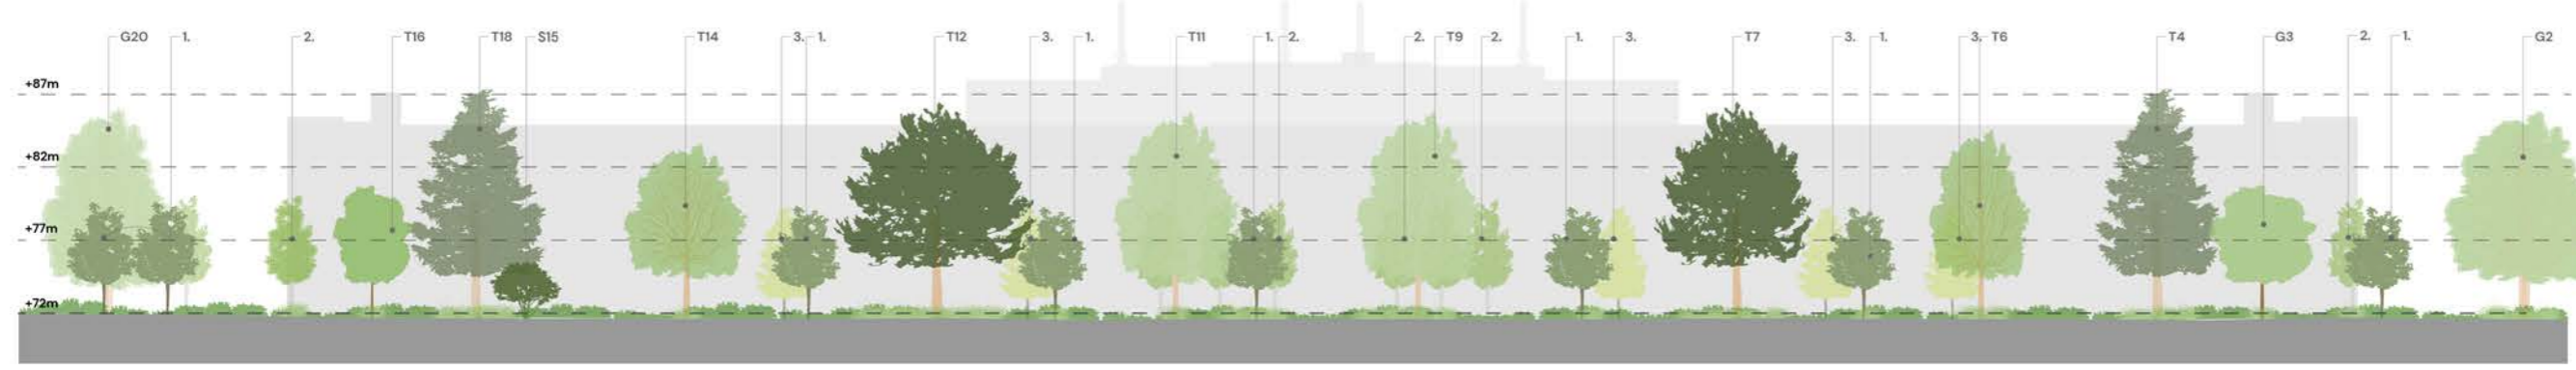 G20 1. 2. T16 T18 S15 T14 3. 1. T12 3. 1. T11 1. 2. 2. T9 2. 1. 3. T7 3. 1. 3. T6 T4 G3 2. 1. G2
+87m
+82m
+77m
+72m